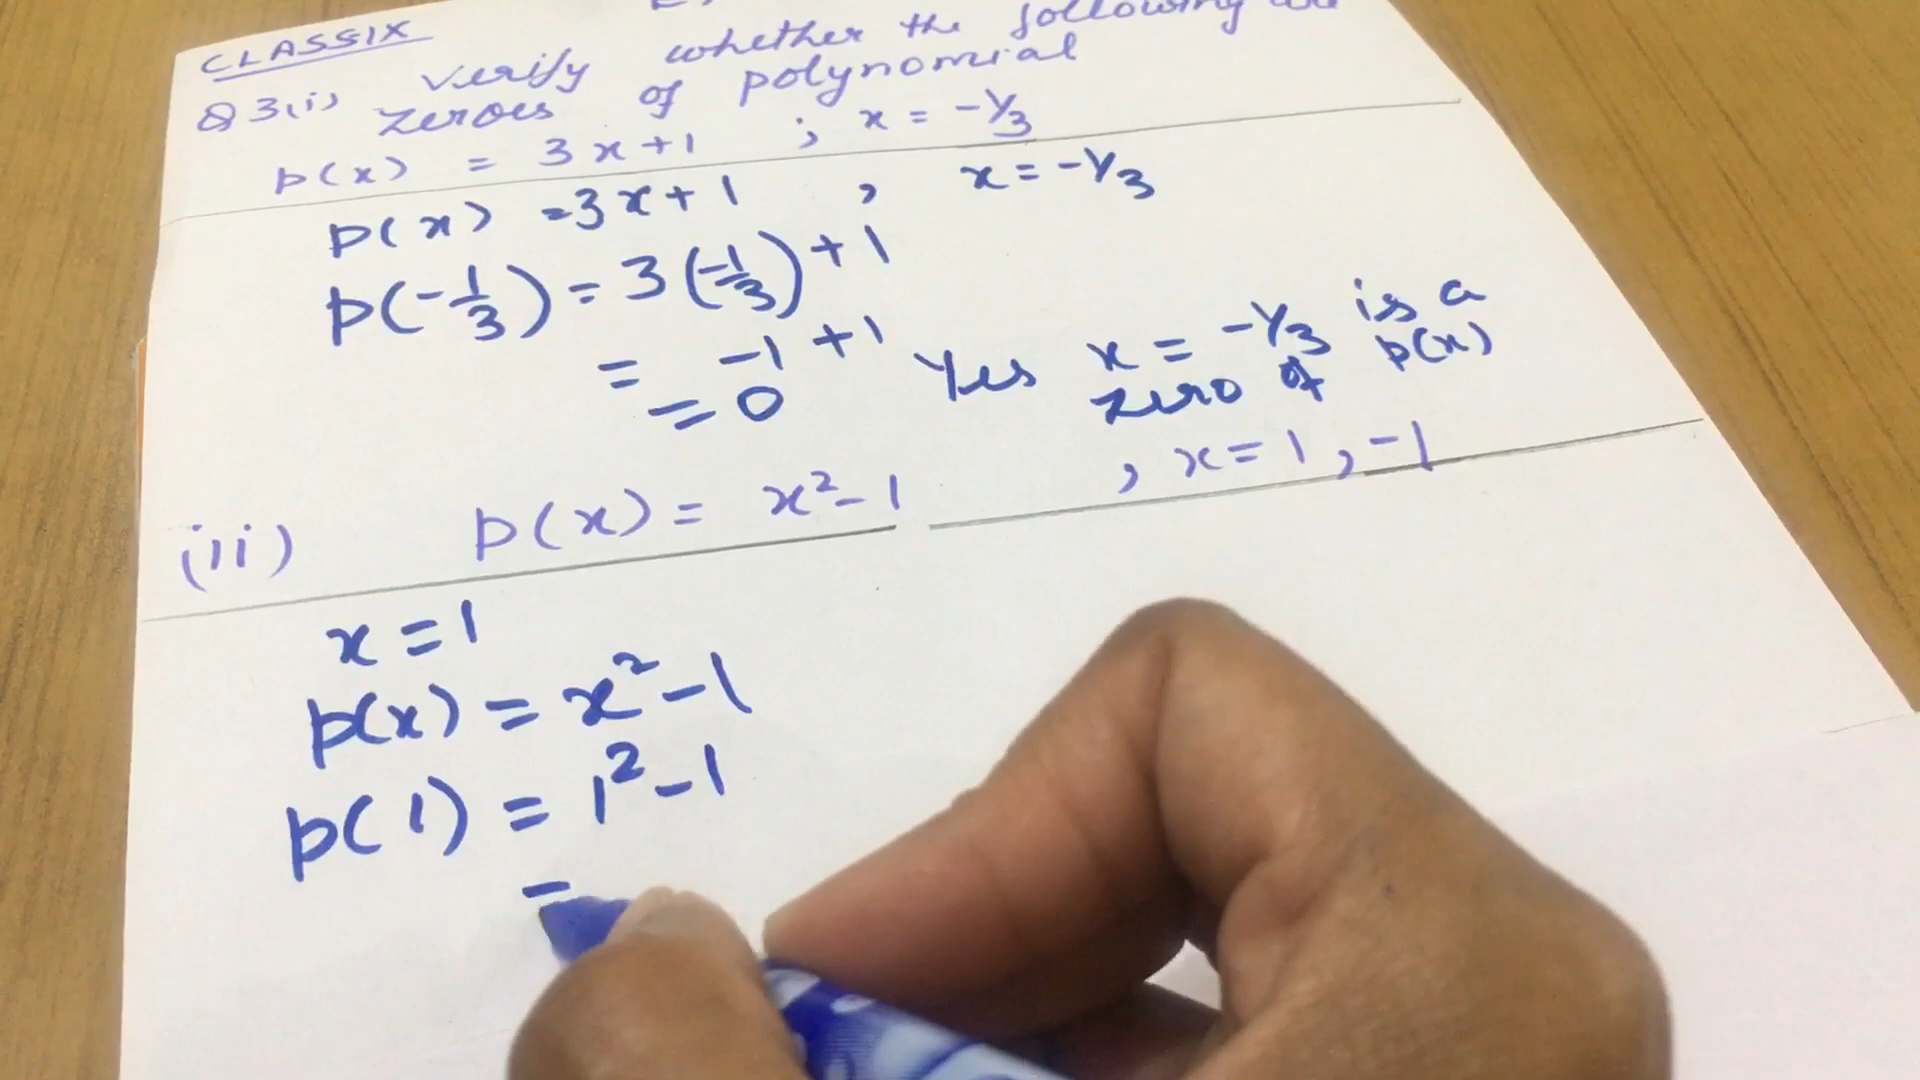 CLASS IX
Q 3(i) Verify whether the following
zeroes of polynomial
p(x) = 3x+1 ; x = -1/3
p(x) = 3x+1 , x = -1/3
p(-1/3) = 3(-1/3) + 1
= -1 + 1
= 0 Yes x = -1/3 is a
zero of p(x)
(ii) p(x) = x²-1 , x = 1, -1
x = 1
p(x) = x²-1
p(1) = 1²-1
=